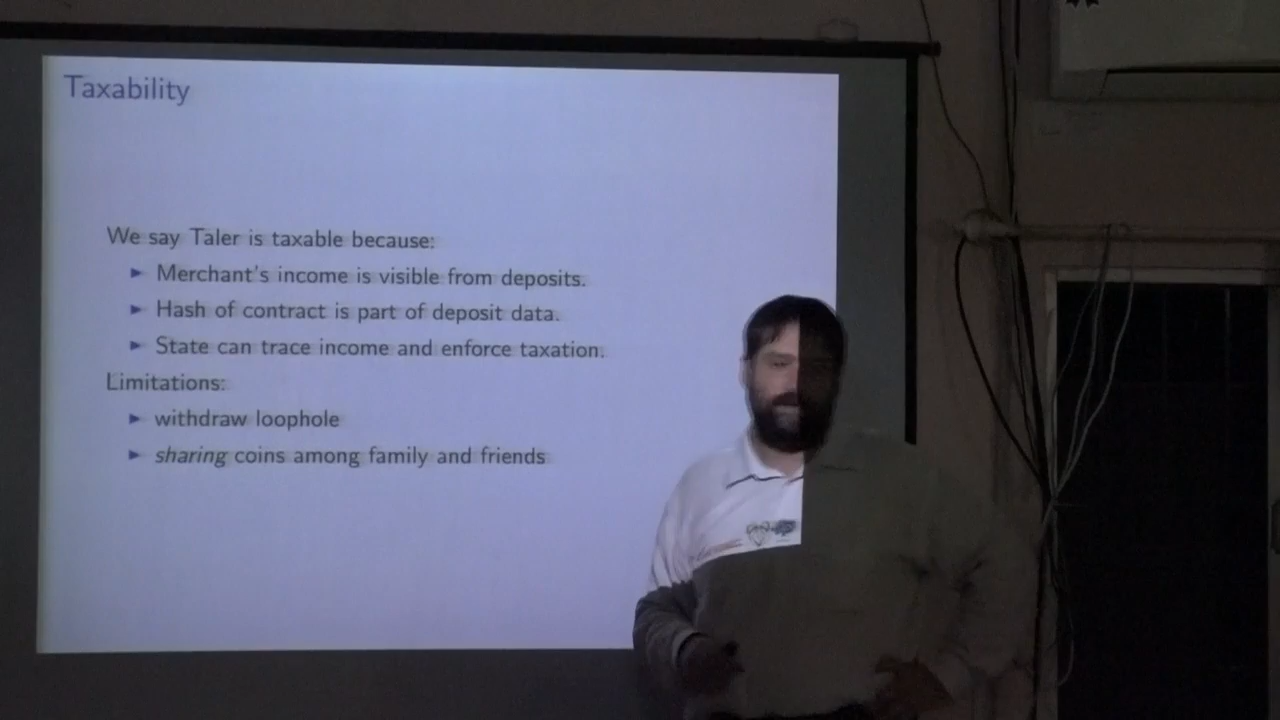 Taxability
We say Taler is taxable because:
► Merchant's income is visible from deposits.
► Hash of contract is part of deposit data.
► State can trace income and enforce taxation.
Limitations:
► withdraw loophole
► sharing coins among family and friends